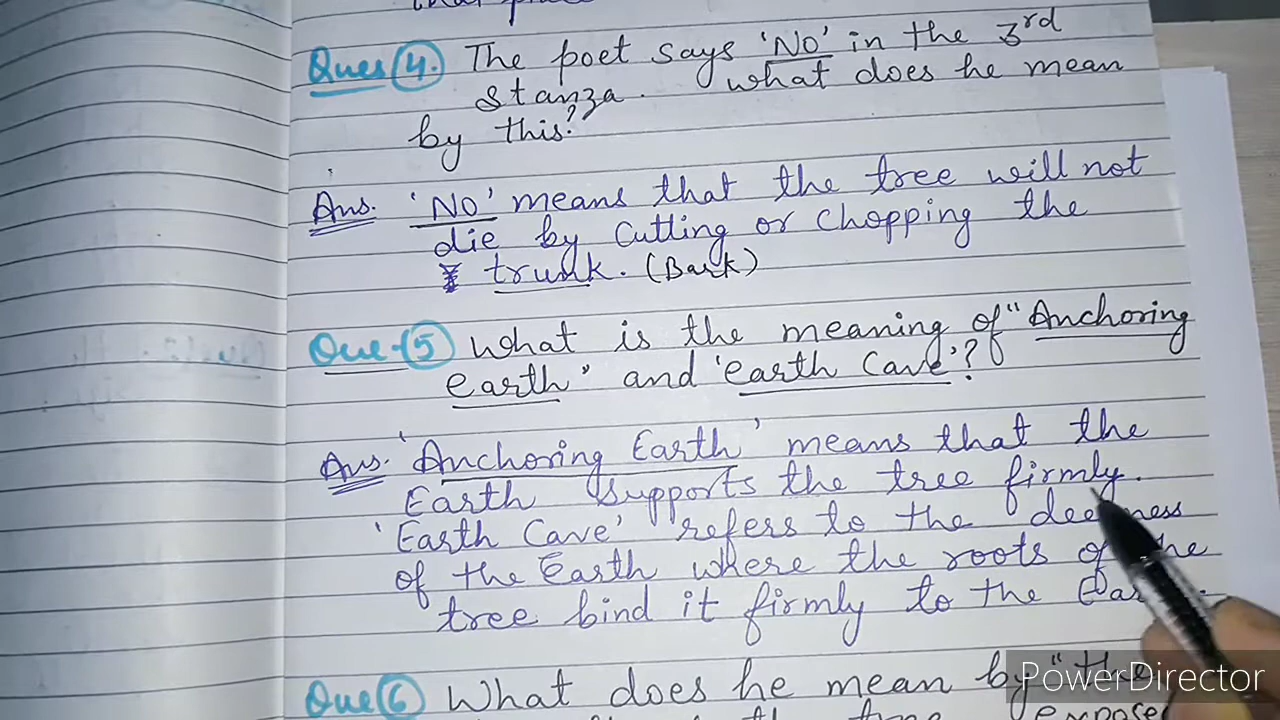 Ques 4. The poet says 'No' in the 3rd
stanza. what does he mean
by this?
Ans. 'No' means that the tree will not
die by cutting or chopping the
trunk. (Bark)
Que-5 What is the meaning of "Anchoring
earth" and 'earth Cave'?
Ans. 'Anchoring Earth' means that the
Earth supports the tree firmly.
'Earth Cave' refers to the
of the Earth where the roots of the
tree bind it firmly to the
Que 6 What does he mean by "the
PowerDirector